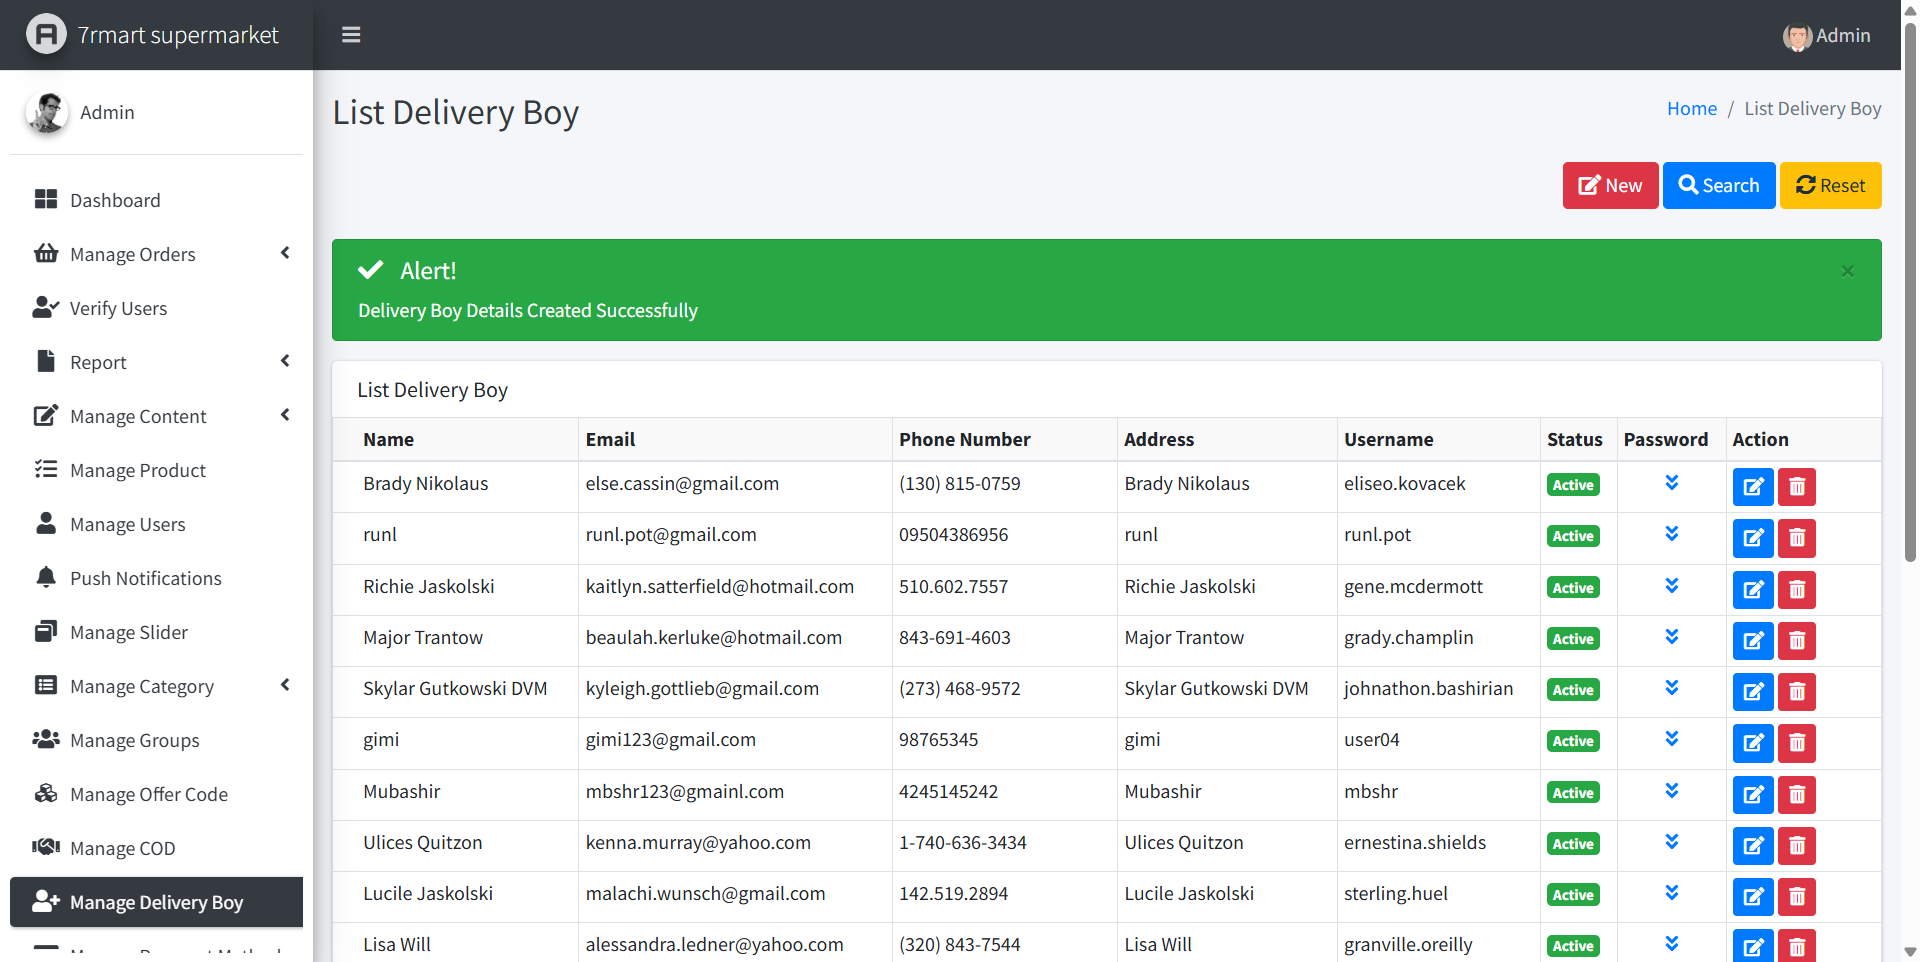 7rmart supermarket
Admin
Admin
Dashboard
Manage Orders
Verify Users
Report
Manage Content
Manage Product
Manage Users
Push Notifications
Manage Slider
Manage Category
Manage Groups
Manage Offer Code
Manage COD
Manage Delivery Boy
List Delivery Boy
Home / List Delivery Boy
New Search Reset
Alert!
×
Delivery Boy Details Created Successfully
List Delivery Boy
Name Email Phone Number Address Username Status Password Action
Brady Nikolaus else.cassin@gmail.com (130) 815-0759 Brady Nikolaus eliseo.kovacek Active
runl runl.pot@gmail.com 09504386956 runl runl.pot Active
Richie Jaskolski kaitlyn.satterfield@hotmail.com 510.602.7557 Richie Jaskolski gene.mcdermott Active
Major Trantow beaulah.kerluke@hotmail.com 843-691-4603 Major Trantow grady.champlin Active
Skylar Gutkowski DVM kyleigh.gottlieb@gmail.com (273) 468-9572 Skylar Gutkowski DVM johnathon.bashirian Active
gimi gimi123@gmail.com 98765345 gimi user04 Active
Mubashir mbshr123@gmainl.com 4245145242 Mubashir mbshr Active
Ulices Quitzon kenna.murray@yahoo.com 1-740-636-3434 Ulices Quitzon ernestina.shields Active
Lucile Jaskolski malachi.wunsch@gmail.com 142.519.2894 Lucile Jaskolski sterling.huel Active
Lisa Will alessandra.ledner@yahoo.com (320) 843-7544 Lisa Will granville.oreilly Active